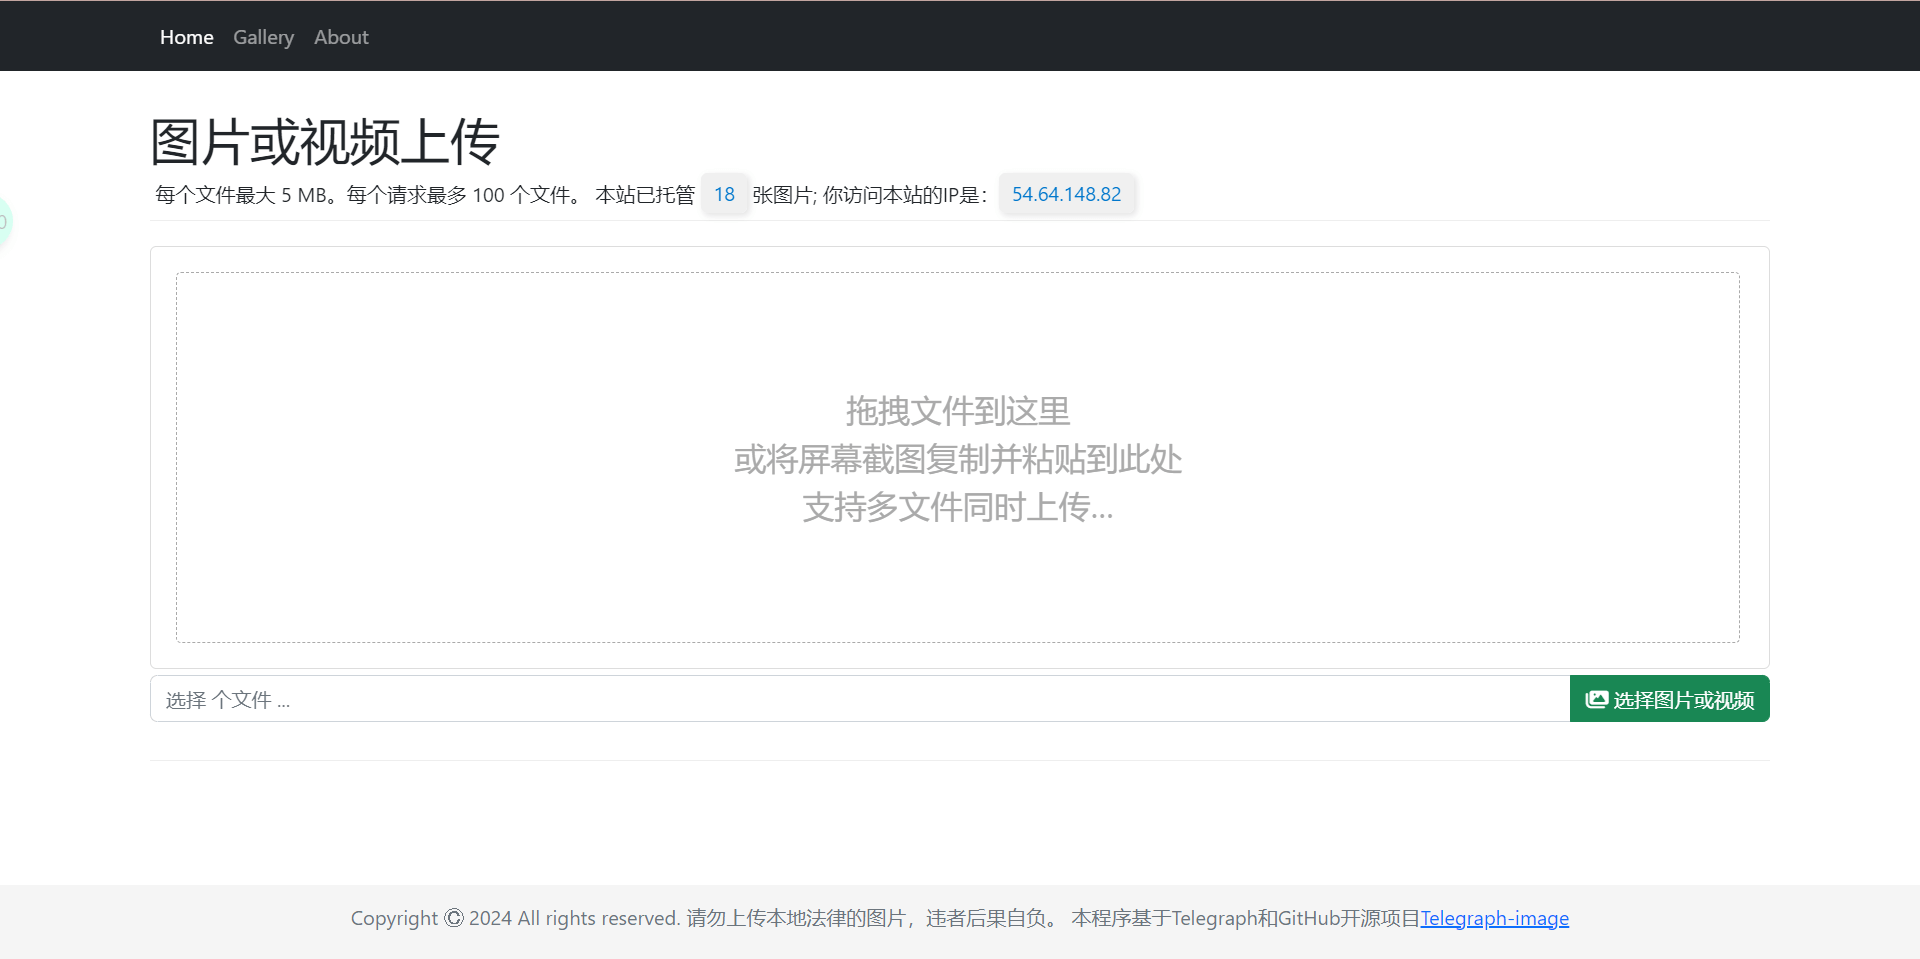 Home Gallery About
图片或视频上传
每个文件最大 5 MB。每个请求最多 100 个文件。 本站已托管 18 张图片; 你访问本站的IP是： 54.64.148.82
0
拖拽文件到这里
或将屏幕截图复制并粘贴到此处
支持多文件同时上传...
选择 个文件 ...
选择图片或视频
Copyright © 2024 All rights reserved. 请勿上传本地法律的图片，违者后果自负。 本程序基于Telegraph和GitHub开源项目Telegraph-image